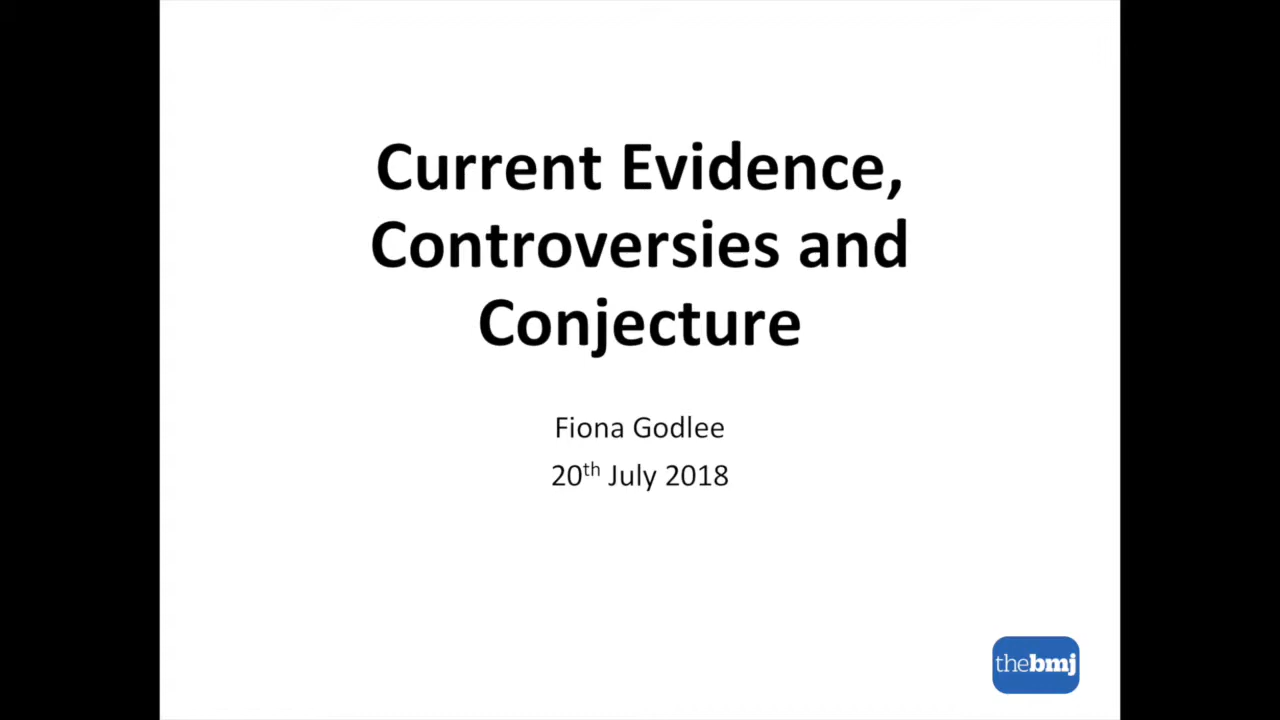 Current Evidence,
Controversies and
Conjecture
Fiona Godlee
20th July 2018
thebmj